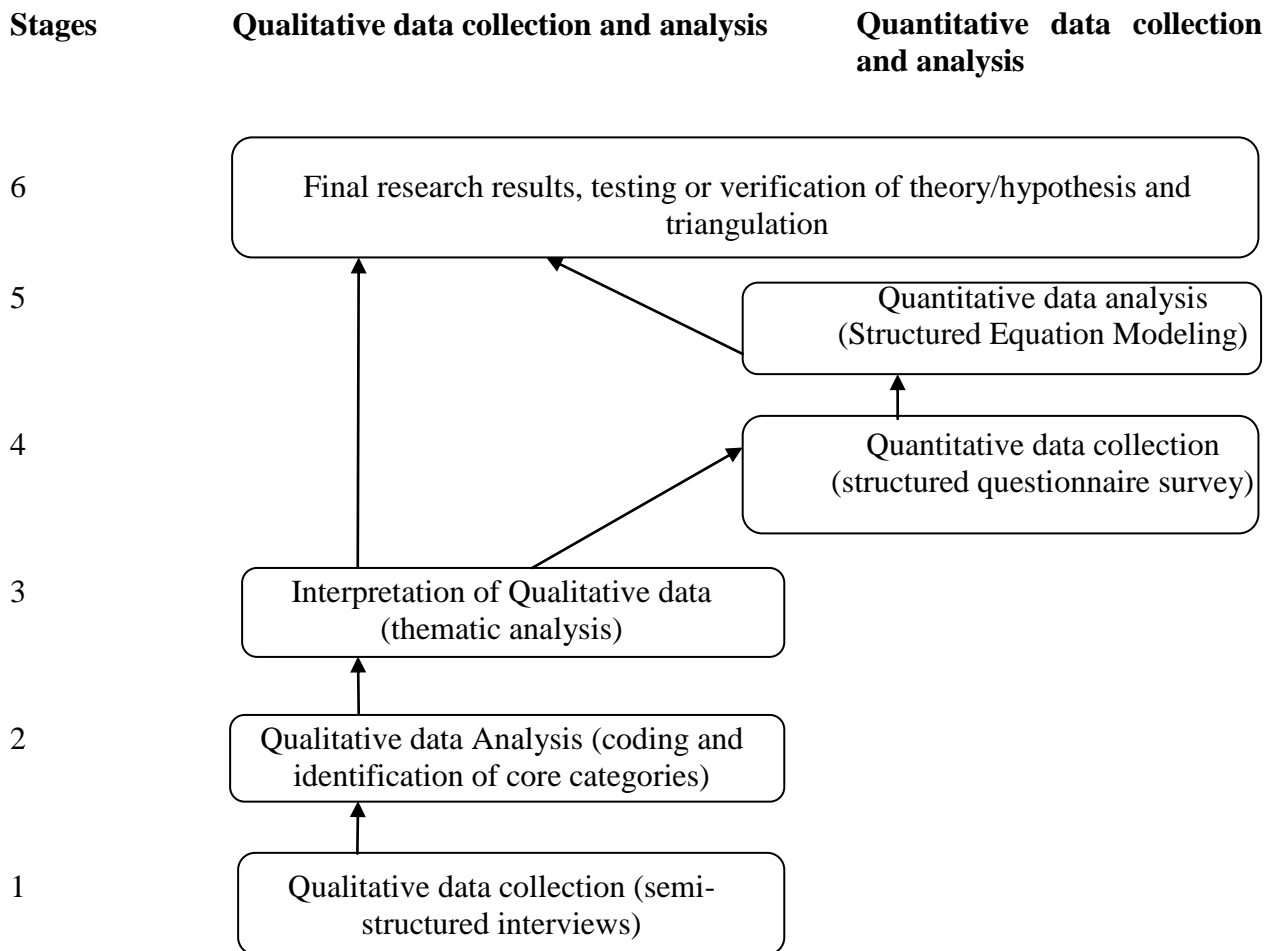 Stages Qualitative data collection and analysis Quantitative data collection
and analysis
6
Final research results, testing or verification of theory/hypothesis and
triangulation
5
Quantitative data analysis
(Structured Equation Modeling)
4
Quantitative data collection
(structured questionnaire survey)
3
Interpretation of Qualitative data
(thematic analysis)
2
Qualitative data Analysis (coding and
identification of core categories)
1
Qualitative data collection (semi-
structured interviews)